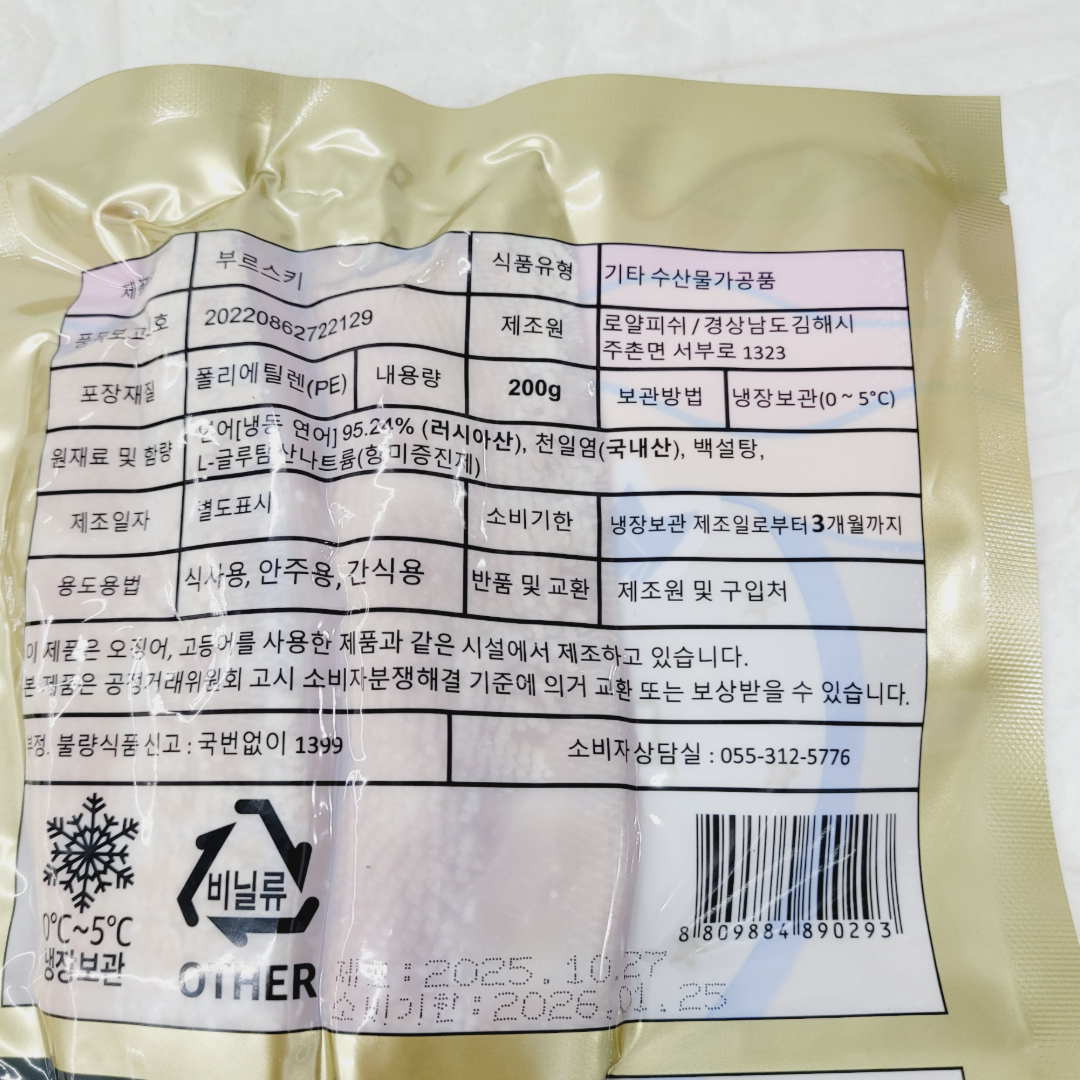 부르스키
식품유형
기타 수산물가공품
20220862722129
제조원
로얄피쉬 / 경상남도 김해시
주촌면 서부로 1323
포장재질
폴리에틸렌(PE)
내용량
200g
보관방법
냉장보관(0 ~ 5°C)
원재료 및 함량
연어[냉동 연어] 95.24% (러시아산), 천일염(국내산), 백설탕,
L-글루탐산나트륨(향미증진제)
제조일자
별도표시
소비기한
냉장보관 제조일로부터 3개월까지
용도용법
식사용, 안주용, 간식용
반품 및 교환
제조원 및 구입처
이 제품은 오징어, 고등어를 사용한 제품과 같은 시설에서 제조하고 있습니다.
본 제품은 공정거래위원회 고시 소비자분쟁해결 기준에 의거 교환 또는 보상받을 수 있습니다.
부정. 불량식품 신고 : 국번없이 1399
소비자상담실 : 055-312-5776
0°C~5°C
냉장보관
비닐류
OTHER
8 809884 890293
제조 : 2025.10.27
소비기한 : 2026.01.25